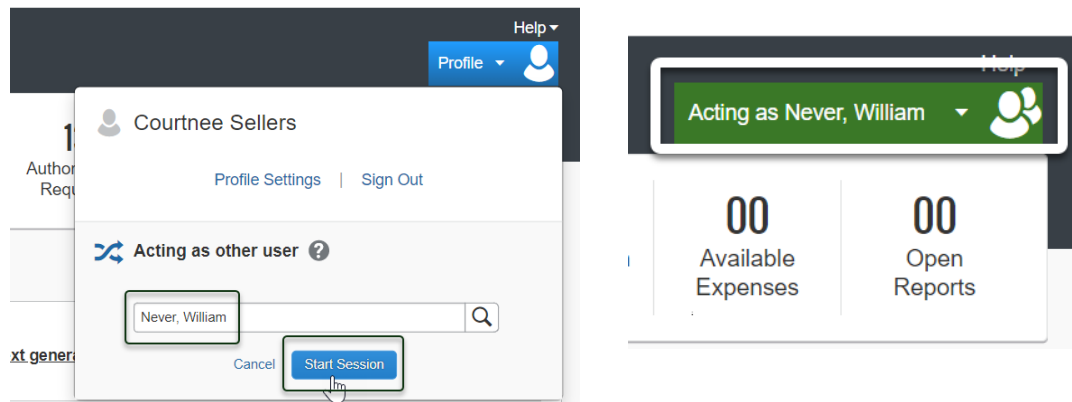 Help
Profile
Courtnee Sellers
Profile Settings | Sign Out
Acting as other user ?
Never, William
Cancel
Start Session
Help
Acting as Never, William
00
Available
Expenses
00
Open
Reports